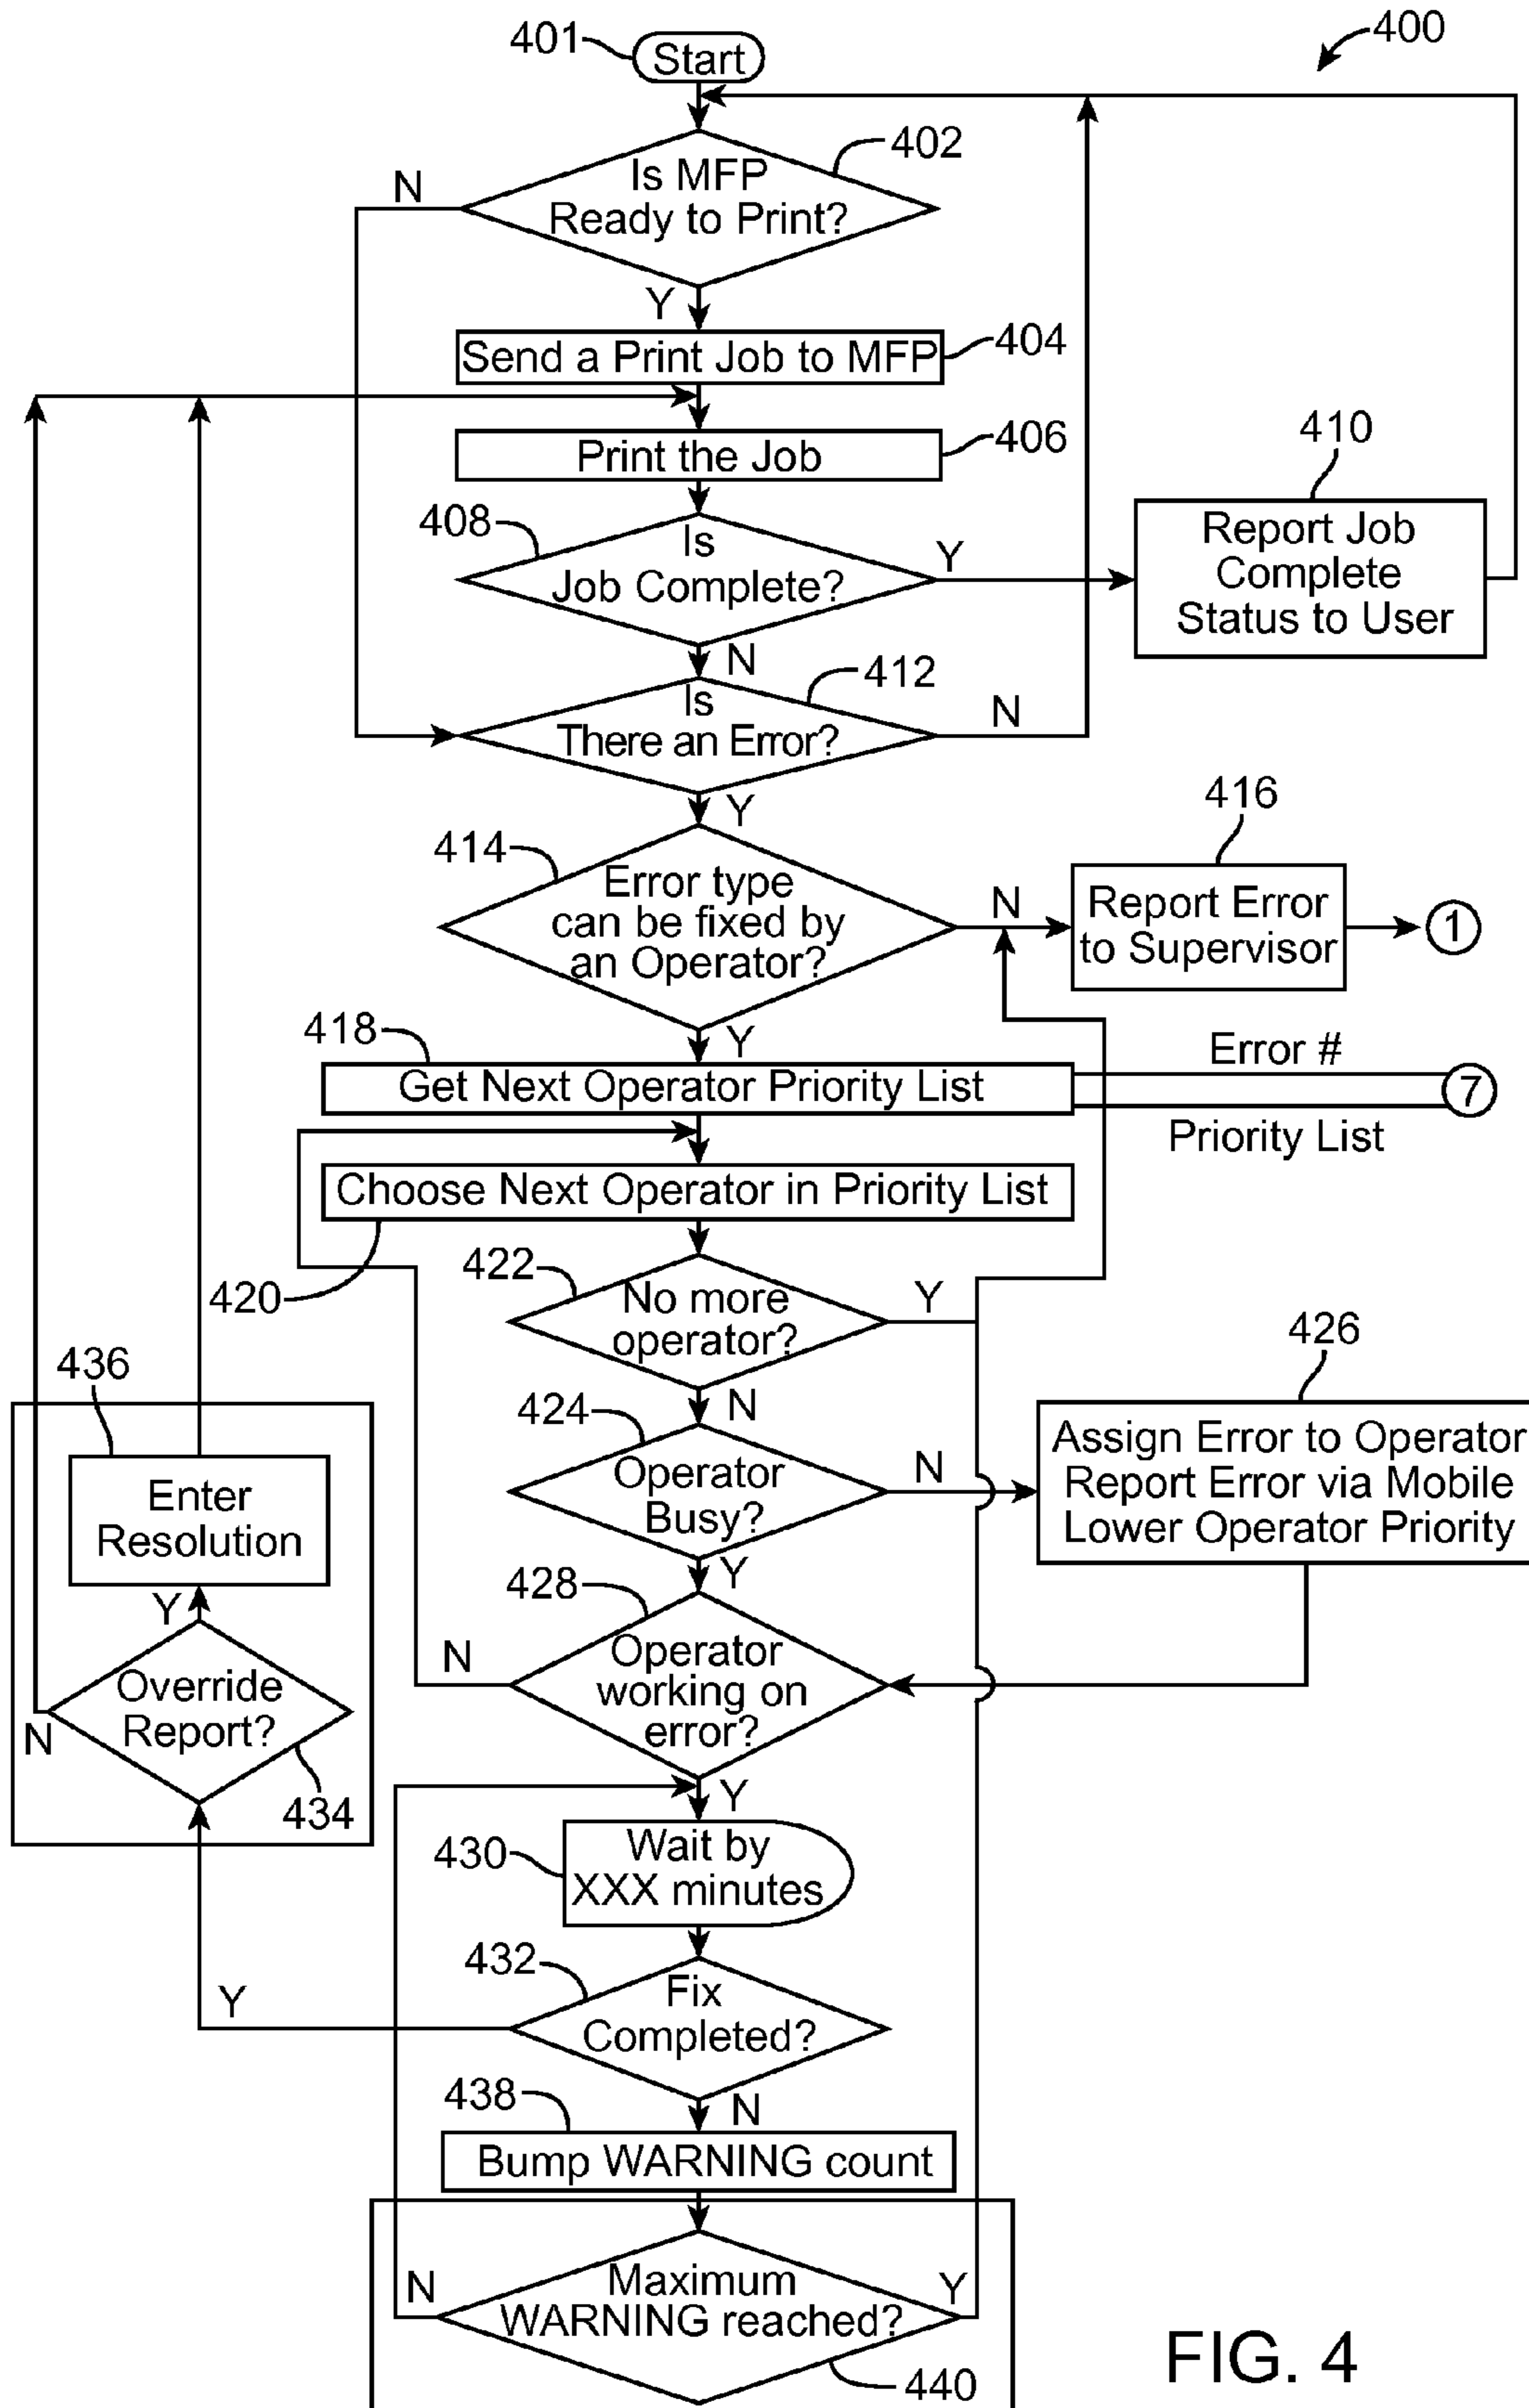 400
401
Start
402
Is MFP
Ready to Print?
N
Y
Send a Print Job to MFP
404
Print the Job
406
410
408
Is
Job Complete?
Y
N
Report Job
Complete
Status to User
412
Is
There an Error?
N
Y
416
414
Error type
can be fixed by
an Operator?
N
Y
Report Error
to Supervisor
1
418
Get Next Operator Priority List
Error #
7
Priority List
Choose Next Operator in Priority List
420
422
No more
operator?
Y
N
426
424
Operator
Busy?
N
Y
Assign Error to Operator
Report Error via Mobile
Lower Operator Priority
436
Enter
Resolution
Y
428
Operator
working on
error?
N
Y
Override
Report?
N
434
430
Wait by
XXX minutes
432
Fix
Completed?
Y
N
438
Bump WARNING count
Maximum
WARNING reached?
N
Y
440
FIG. 4